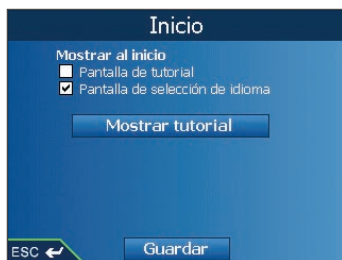 Inicio
Mostrar al inicio
Pantalla de tutorial
Pantalla de selección de idioma
Mostrar tutorial
ESC
Guardar